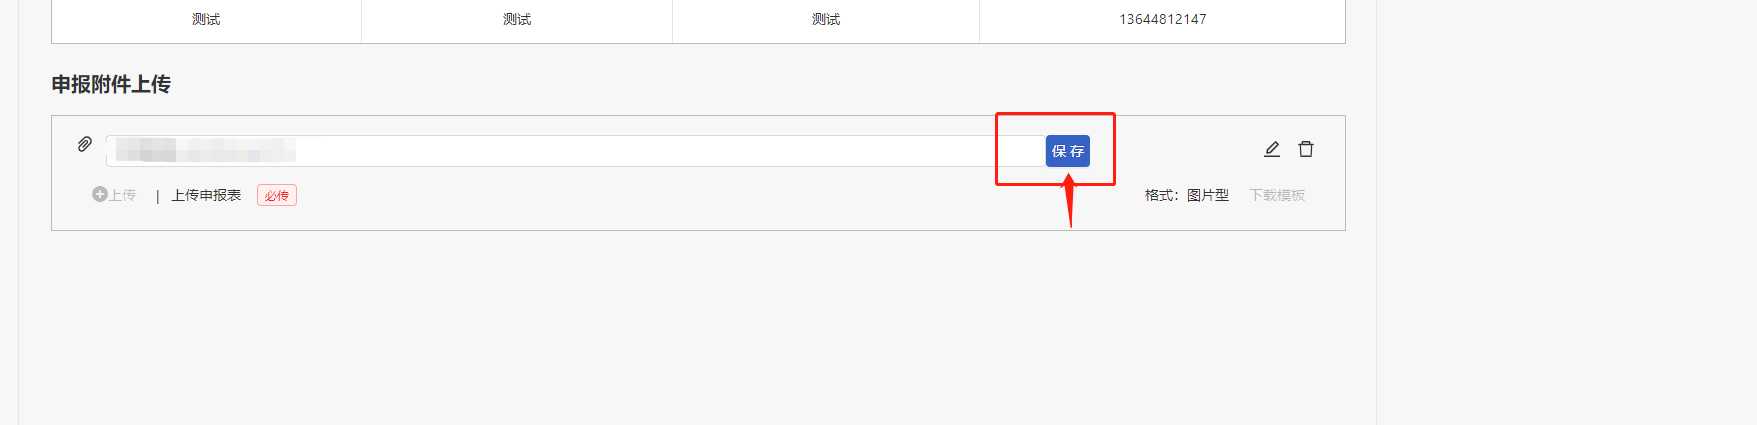 测试 测试 测试 13644812147
申报附件上传
保存
上传 | 上传申报表 必传 格式：图片型 下载模板